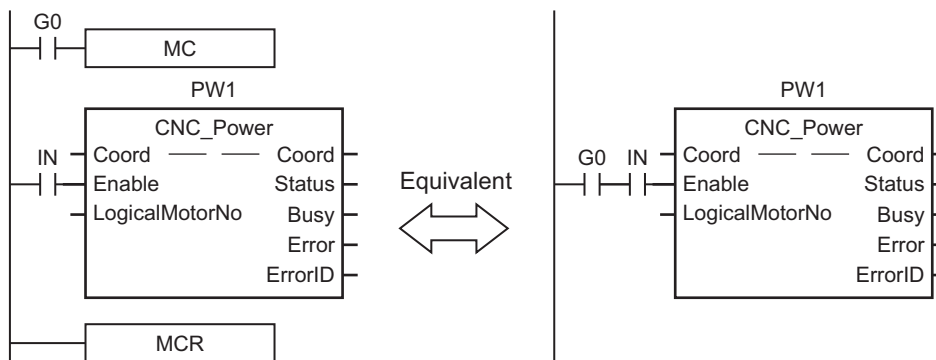 G0
MC
PW1
CNC_Power
IN
Coord Coord
Enable Status
LogicalMotorNo Busy
Error
ErrorID
MCR
Equivalent
PW1
CNC_Power
G0 IN
Coord Coord
Enable Status
LogicalMotorNo Busy
Error
ErrorID